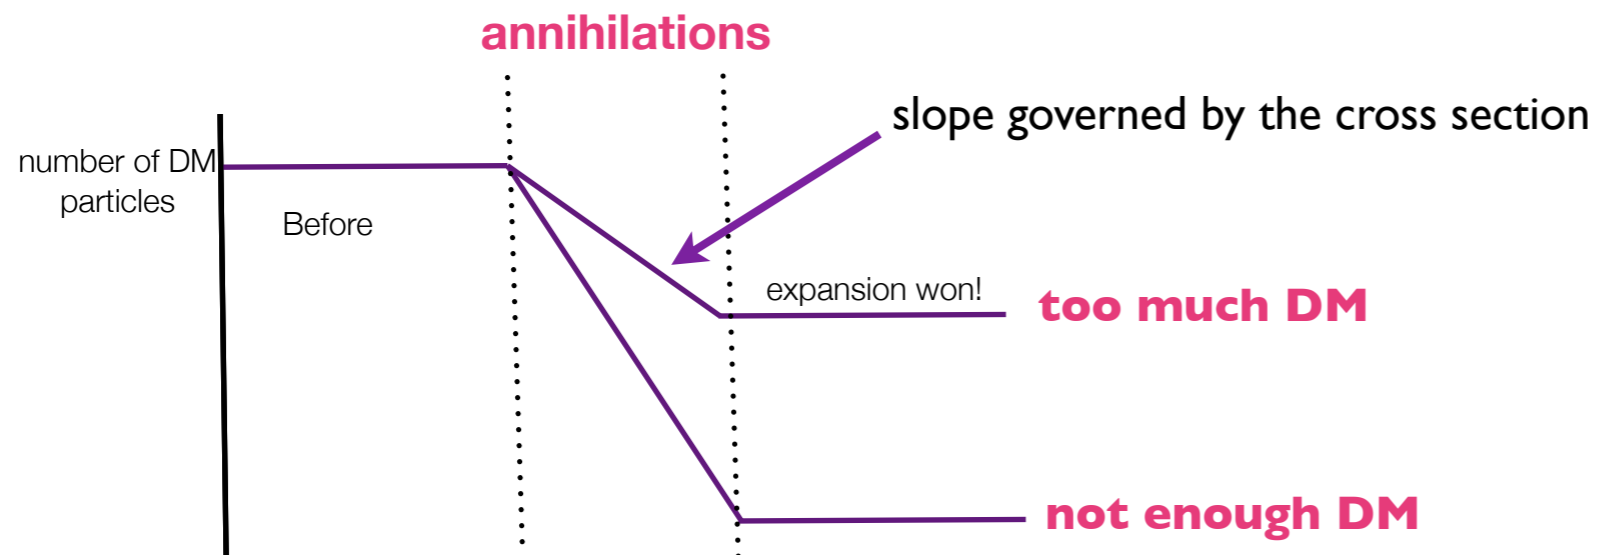 annihilations
slope governed by the cross section
number of DM
particles
Before
expansion won!
too much DM
not enough DM